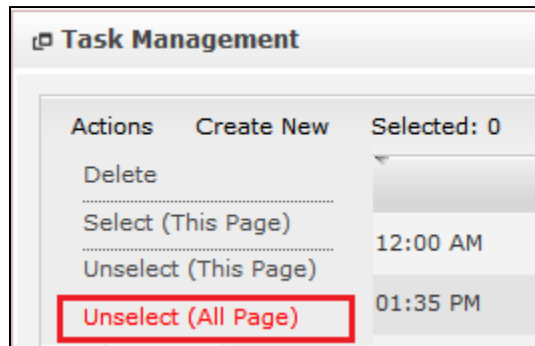 Task Management
Actions Create New Selected: 0
Delete
Select (This Page)
12:00 AM
Unselect (This Page)
01:35 PM
Unselect (All Page)